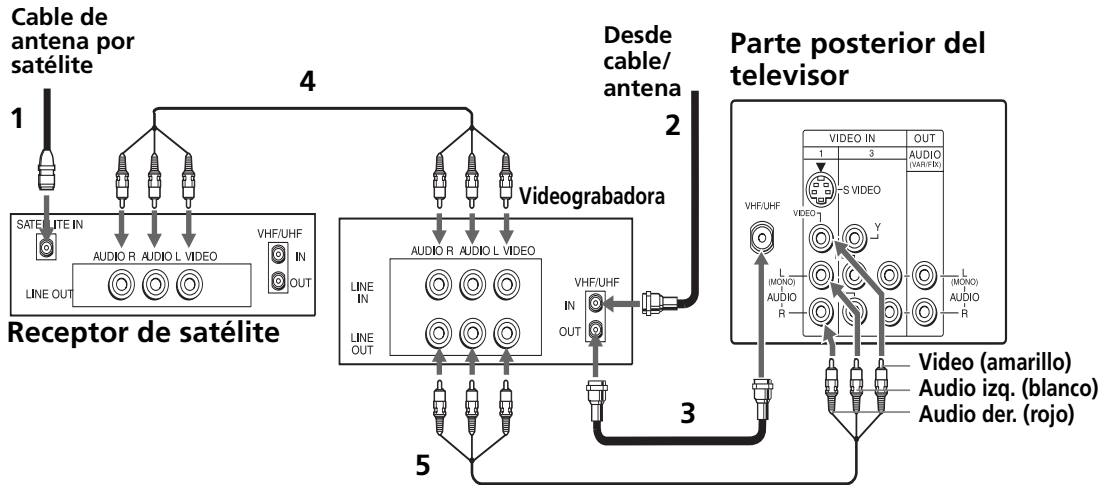 Cable de
antena por
satélite
1
4
Desde
cable/
antena
2
Parte posterior del
televisor
VIDEO IN
OUT
1
3
AUDIO
(VAR/FIX)
S VIDEO
VHF/UHF
VIDEO
Y
L
(MONO)
AUDIO
R
L
(MONO)
AUDIO
R
Videograbadora
SATELLITE IN
AUDIO R AUDIO L VIDEO
VHF/UHF
IN
OUT
LINE OUT
Receptor de satélite
AUDIO R AUDIO L VIDEO
LINE
IN
VHF/UHF
IN
OUT
LINE
OUT
Video (amarillo)
Audio izq. (blanco)
Audio der. (rojo)
3
5